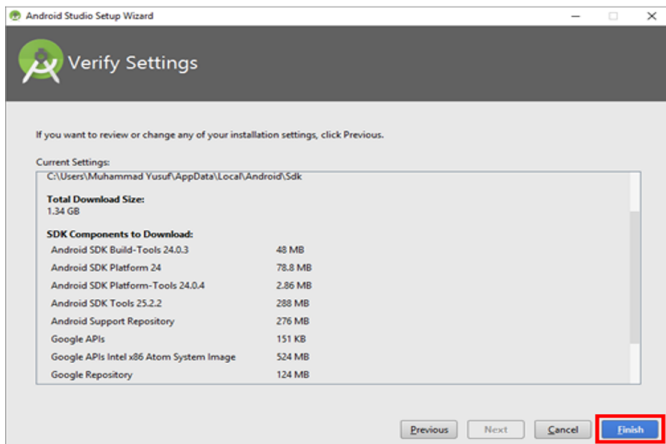 Android Studio Setup Wizard
Verify Settings
If you want to review or change any of your installation settings, click Previous.
Current Settings:
C:\Users\Muhammad Yusuf\AppData\Local\Android\Sdk
Total Download Size:
1.34 GB
SDK Components to Download:
Android SDK Build-Tools 24.0.3 48 MB
Android SDK Platform 24 78.8 MB
Android SDK Platform-Tools 24.0.4 2.86 MB
Android SDK Tools 25.2.2 288 MB
Android Support Repository 276 MB
Google APIs 151 KB
Google APIs Intel x86 Atom System Image 524 MB
Google Repository 124 MB
Previous Next Cancel Finish